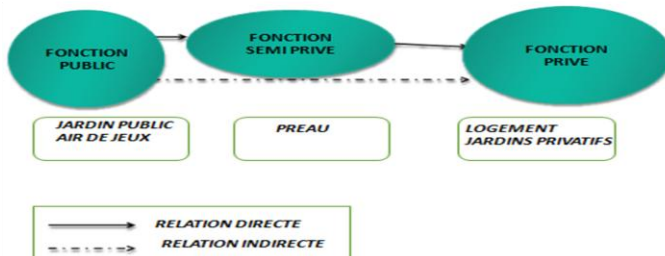 FONCTION
PUBLIC
FONCTION
SEMI PRIVE
FONCTION
PRIVE
JARDIN PUBLIC
AIR DE JEUX
PREAU
LOGEMENT
JARDINS PRIVATIFS
RELATION DIRECTE
RELATION INDIRECTE